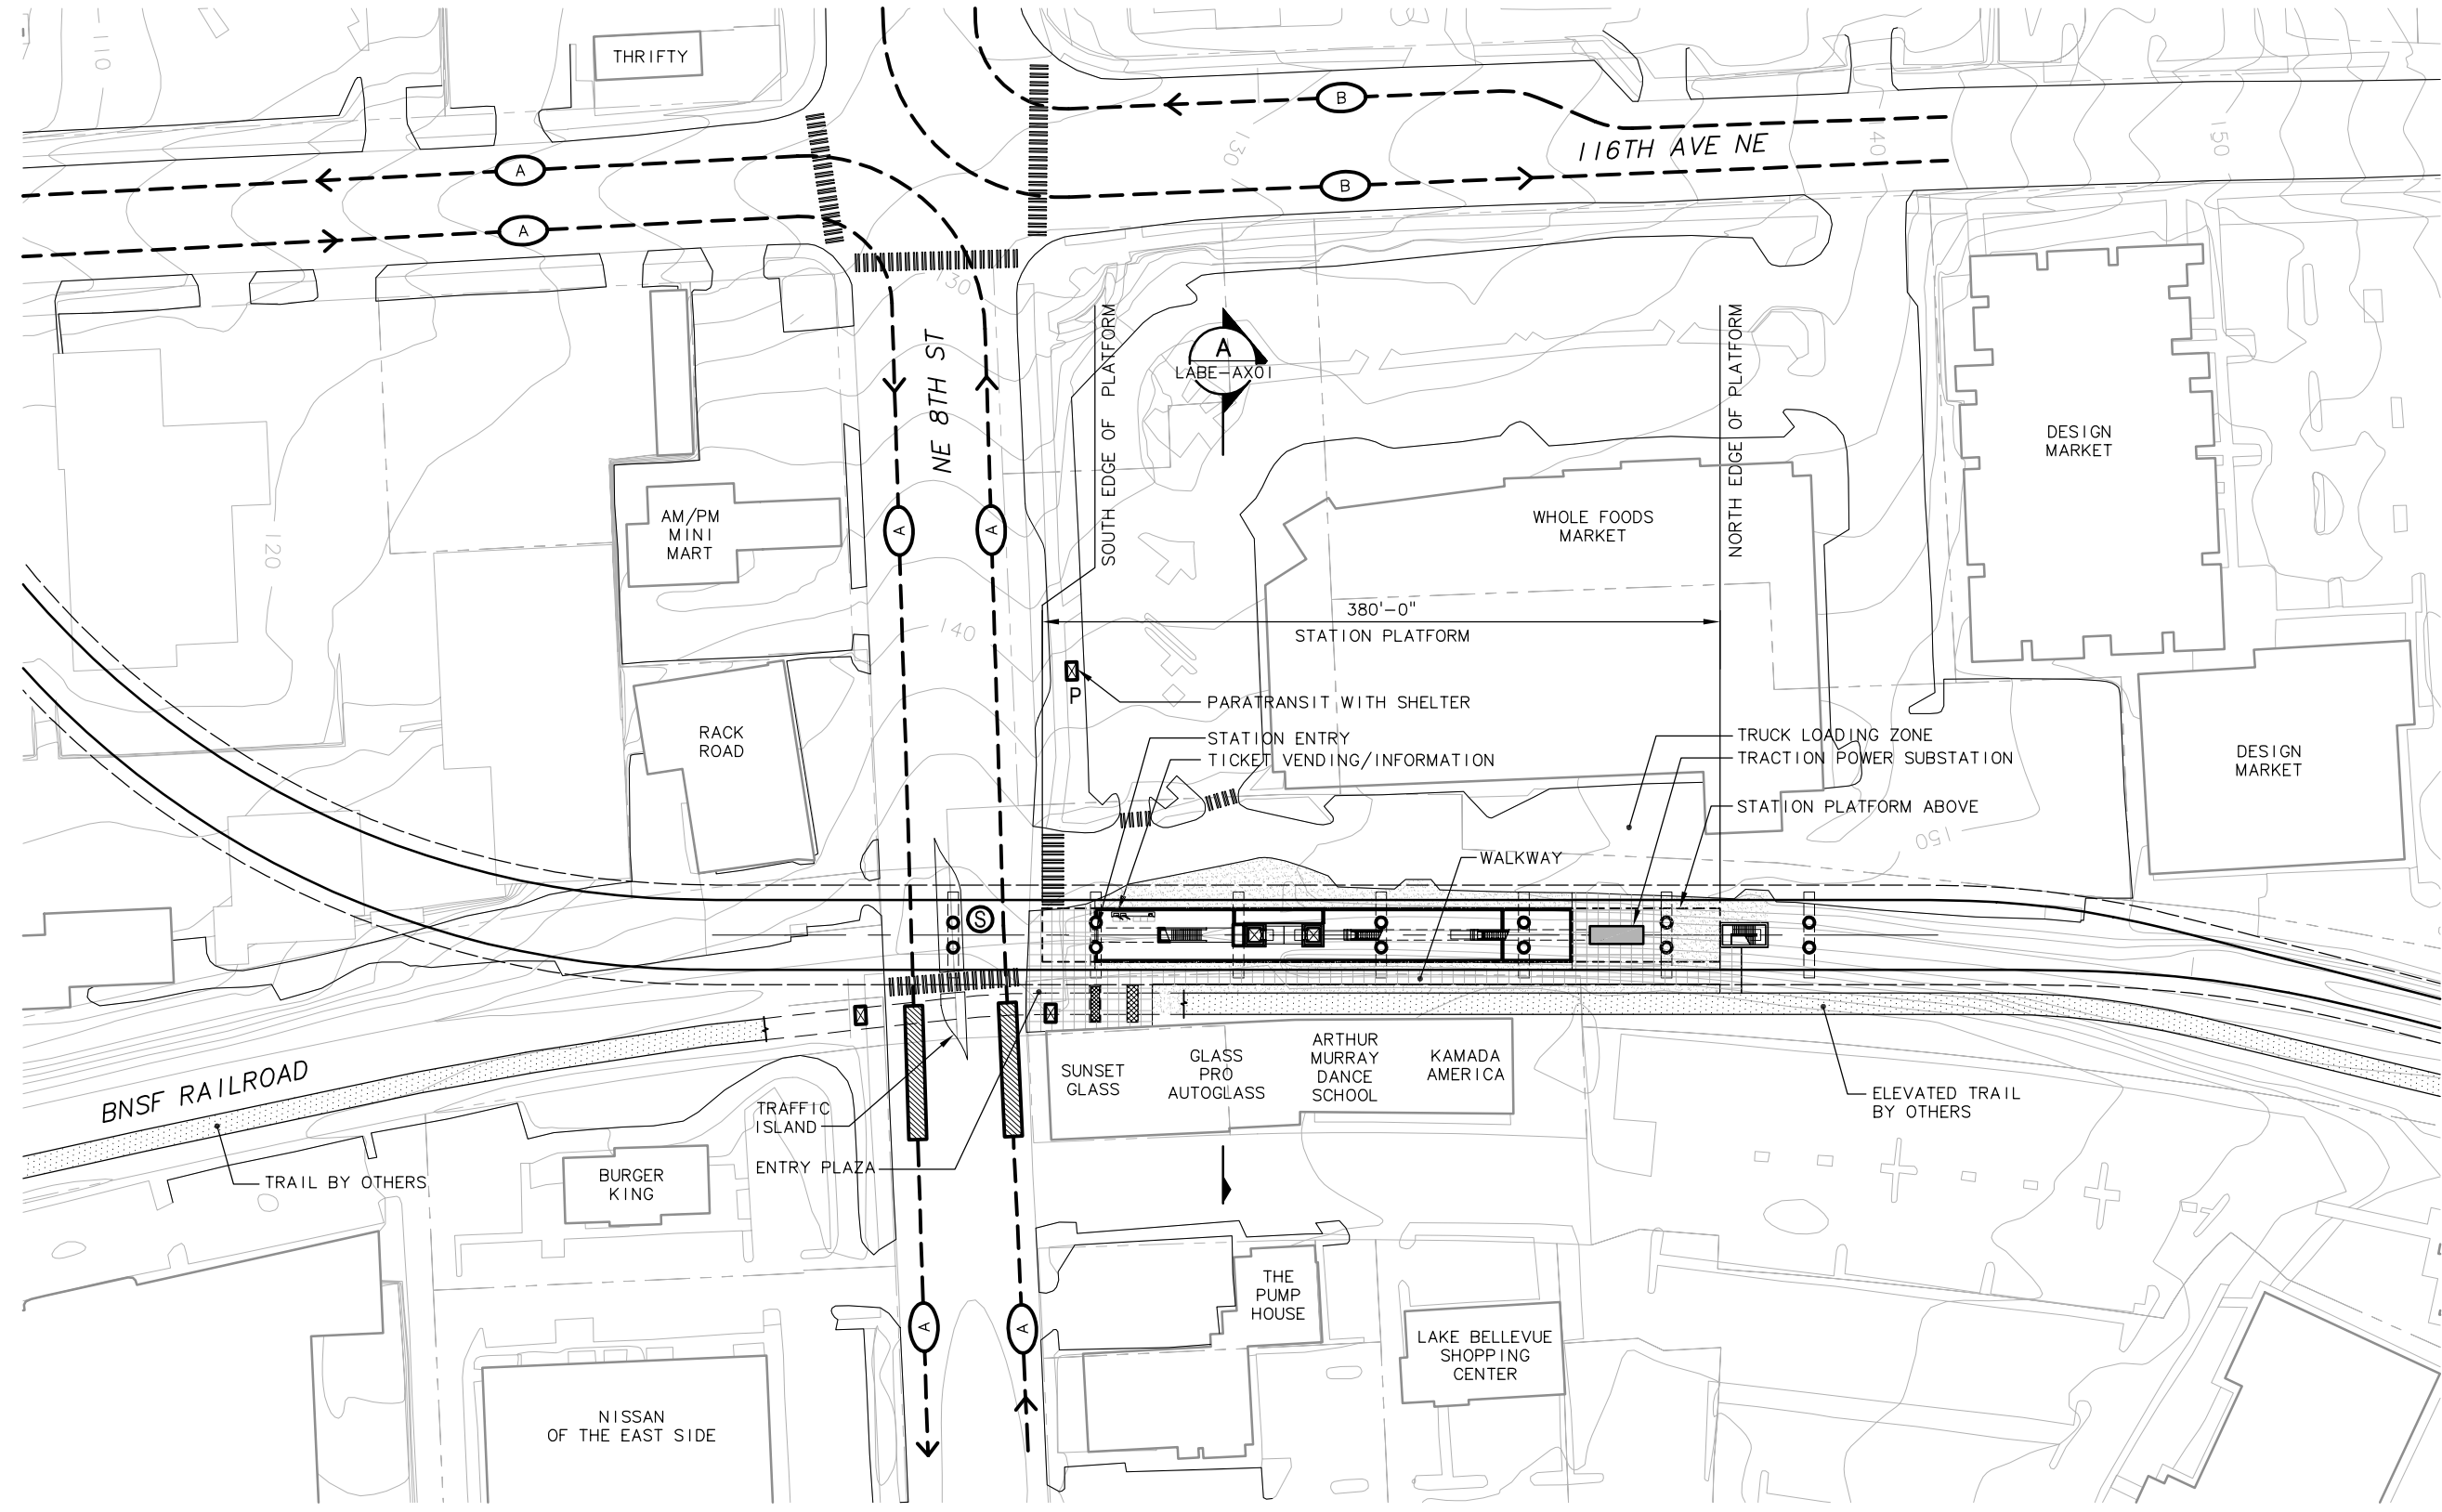 110
THRIFTY
B
130
116TH AVE NE
140
150
A
B
A
130
NE 8TH ST
SOUTH EDGE OF PLATFORM
A
LABE-AX01
NORTH EDGE OF PLATFORM
DESIGN
MARKET
120
AM/PM
MINI
MART
A
A
WHOLE FOODS
MARKET
140
380'-0"
STATION PLATFORM
P
PARATRANSIT WITH SHELTER
RACK
ROAD
STATION ENTRY
TICKET VENDING/INFORMATION
TRUCK LOADING ZONE
TRACTION POWER SUBSTATION
STATION PLATFORM ABOVE
DESIGN
MARKET
150
WALKWAY
S
BNSF RAILROAD
SUNSET
GLASS
GLASS
PRO
AUTOGLASS
ARTHUR
MURRAY
DANCE
SCHOOL
KAMADA
AMERICA
ELEVATED TRAIL
BY OTHERS
TRAFFIC
ISLAND
ENTRY PLAZA
TRAIL BY OTHERS
BURGER
KING
THE
PUMP
HOUSE
A
A
LAKE BELLEVUE
SHOPPING
CENTER
NISSAN
OF THE EAST SIDE